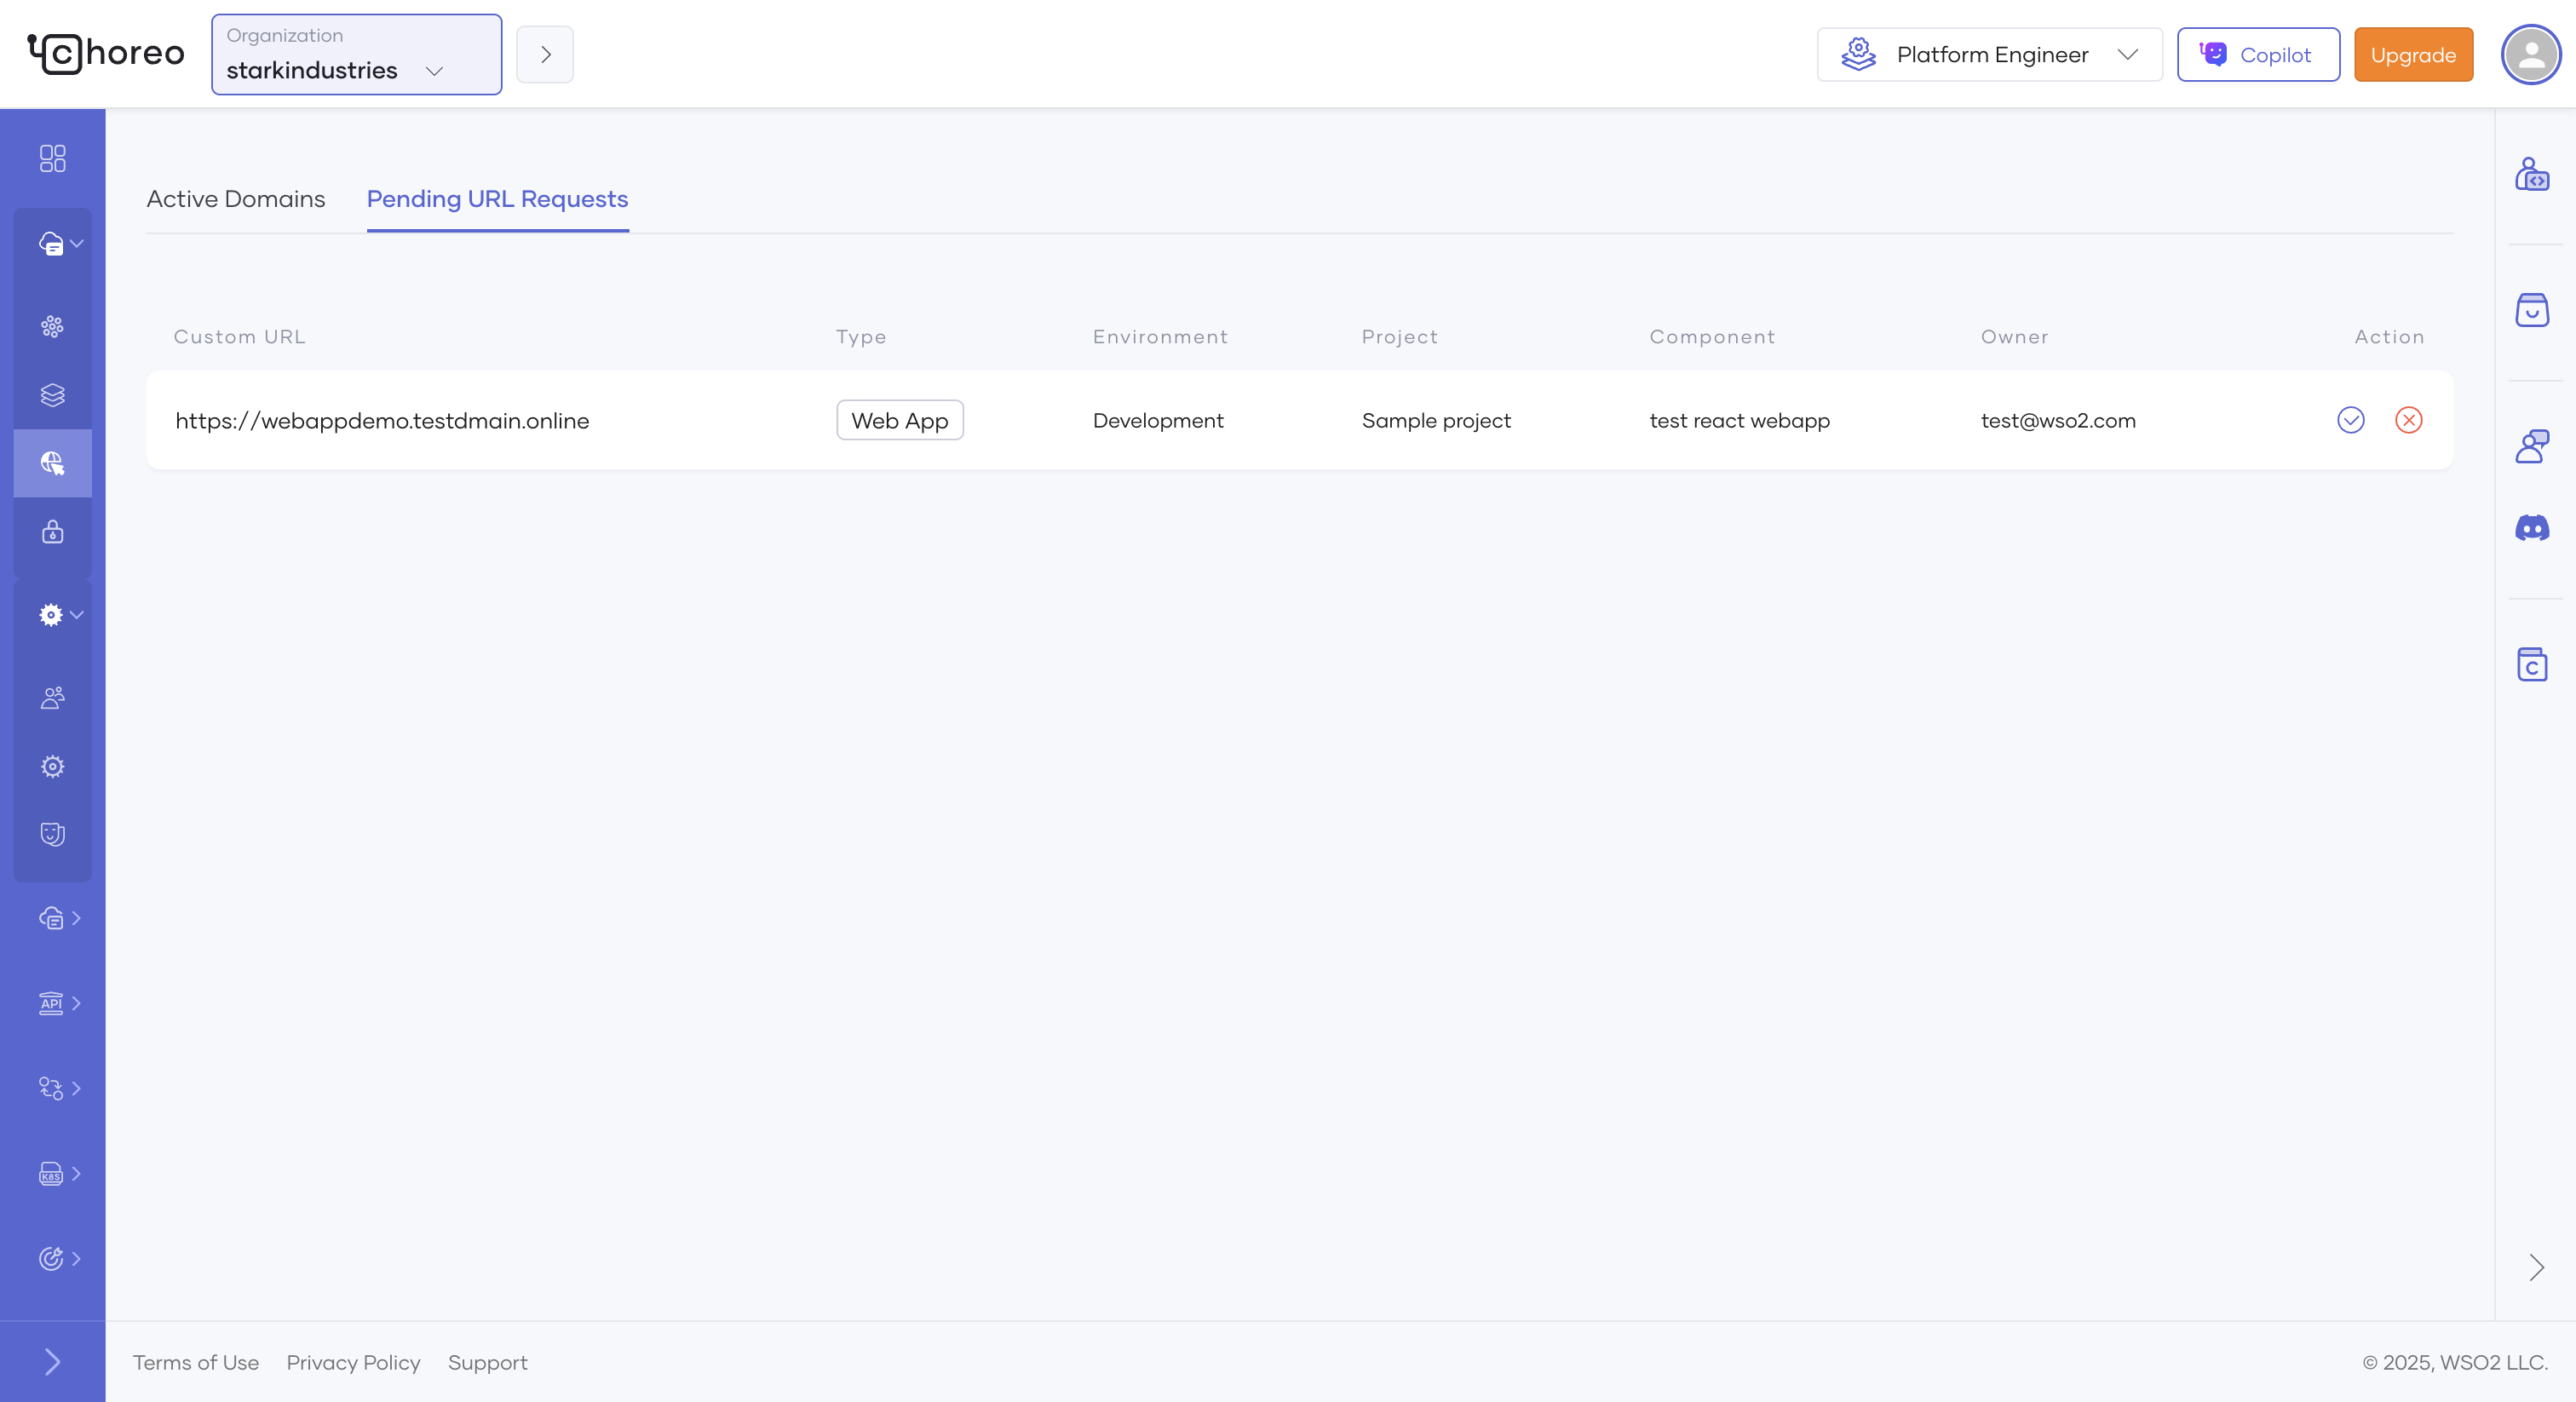 Choreo
Organization
starkindustries
Platform Engineer
Copilot
Upgrade
Active Domains
Pending URL Requests
Custom URL Type Environment Project Component Owner Action
https://webappdemo.testdmain.online Web App Development Sample project test react webapp test@wso2.com
API
K8S
C
Terms of Use Privacy Policy Support
© 2025, WSO2 LLC.